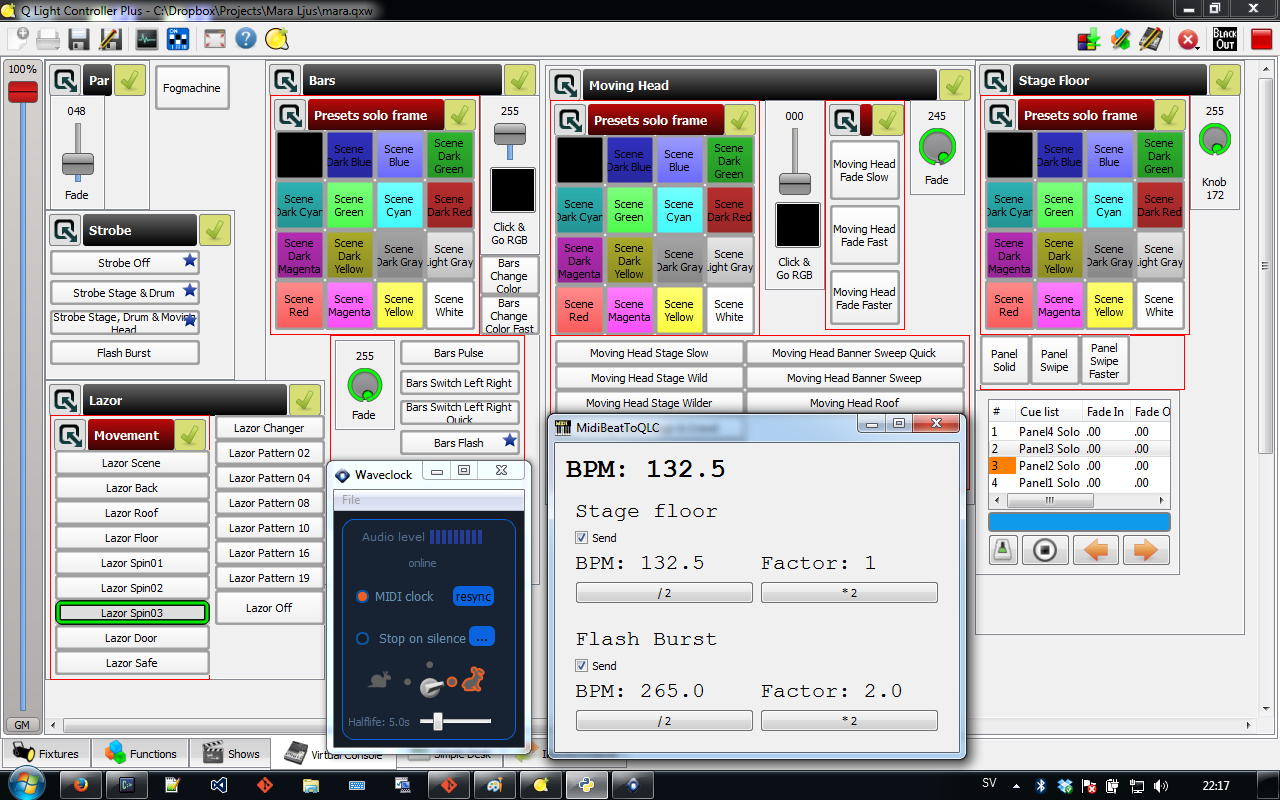 Q Light Controller Plus - C:\Dropbox\Projects\Mara Ljus\mara.qxw
BLACK
OUT
100%
GM
Par
048
Fade
Fogmachine
Strobe
Strobe Off
Strobe Stage & Drum
Strobe Stage, Drum & Moving
Head
Flash Burst
Bars
Presets solo frame
Scene Dark Blue
Scene Blue
Scene Dark Green
Scene Dark Cyan
Scene Green
Scene Cyan
Scene Dark Red
Scene Dark Magenta
Scene Dark Yellow
Scene Dark Gray
Scene Light Gray
Scene Red
Scene Magenta
Scene Yellow
Scene White
255
Click &
Go RGB
Bars
Change
Color
Bars
Change
Color Fast
255
Fade
Bars Pulse
Bars Switch Left Right
Bars Switch Left Right
Quick
Bars Flash
Moving Head
Presets solo frame
Scene Dark Blue
Scene Blue
Scene Dark Green
Scene Dark Cyan
Scene Green
Scene Cyan
Scene Dark Red
Scene Dark Magenta
Scene Dark Yellow
Scene Dark Gray
Scene Light Gray
Scene Red
Scene Magenta
Scene Yellow
Scene White
000
Click &
Go RGB
Moving Head
Fade Slow
Moving Head
Fade Fast
Moving Head
Fade Faster
245
Fade
Moving Head Stage Slow
Moving Head Banner Sweep Quick
Moving Head Stage Wild
Moving Head Banner Sweep
Moving Head Stage Wilder
Moving Head Roof
Stage Floor
Presets solo frame
Scene Dark Blue
Scene Blue
Scene Dark Green
Scene Dark Cyan
Scene Green
Scene Cyan
Scene Dark Red
Scene Dark Magenta
Scene Dark Yellow
Scene Dark Gray
Scene Light Gray
Scene Red
Scene Magenta
Scene Yellow
Scene White
255
Knob
172
Panel
Solid
Panel
Swipe
Panel
Swipe
Faster
# Cue list Fade In Fade O
1 Panel4 Solo .00 .00
2 Panel3 Solo .00 .00
3 Panel2 Solo .00 .00
4 Panel1 Solo .00 .00
Lazor
Movement
Lazor Scene
Lazor Back
Lazor Roof
Lazor Floor
Lazor Spin01
Lazor Spin02
Lazor Spin03
Lazor Door
Lazor Safe
Lazor Changer
Lazor Pattern 02
Lazor Pattern 04
Lazor Pattern 08
Lazor Pattern 10
Lazor Pattern 16
Lazor Pattern 19
Lazor Off
Waveclock
File
Audio level
online
MIDI clock
resync
Stop on silence
...
Halflife: 5.0s
MidiBeatToQLC
BPM: 132.5
Stage floor
Send
BPM: 132.5 Factor: 1
/ 2 * 2
Flash Burst
Send
BPM: 265.0 Factor: 2.0
/ 2 * 2
Fixtures
Functions
Shows
Virtual Console
Simple Desk
SV
22:17